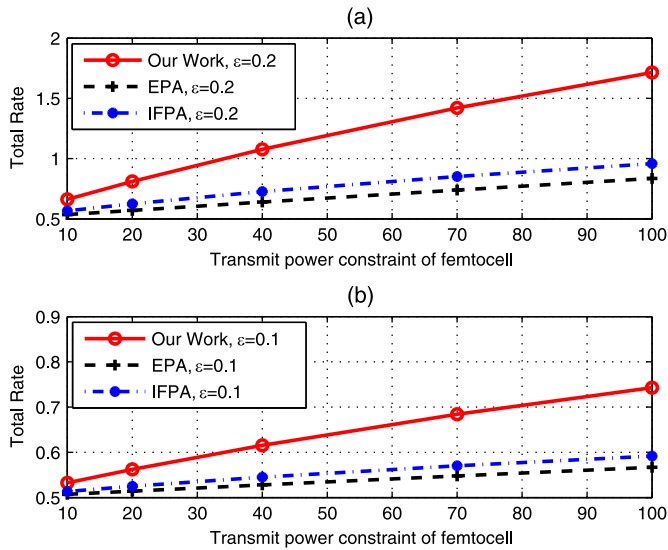 (a)
2
1.5
1
0.5
Total Rate
Our Work, ε=0.2
EPA, ε=0.2
IFPA, ε=0.2
10 20 30 40 50 60 70 80 90 100
Transmit power constraint of femtocell
(b)
0.9
0.8
0.7
0.6
0.5
Total Rate
Our Work, ε=0.1
EPA, ε=0.1
IFPA, ε=0.1
10 20 30 40 50 60 70 80 90 100
Transmit power constraint of femtocell